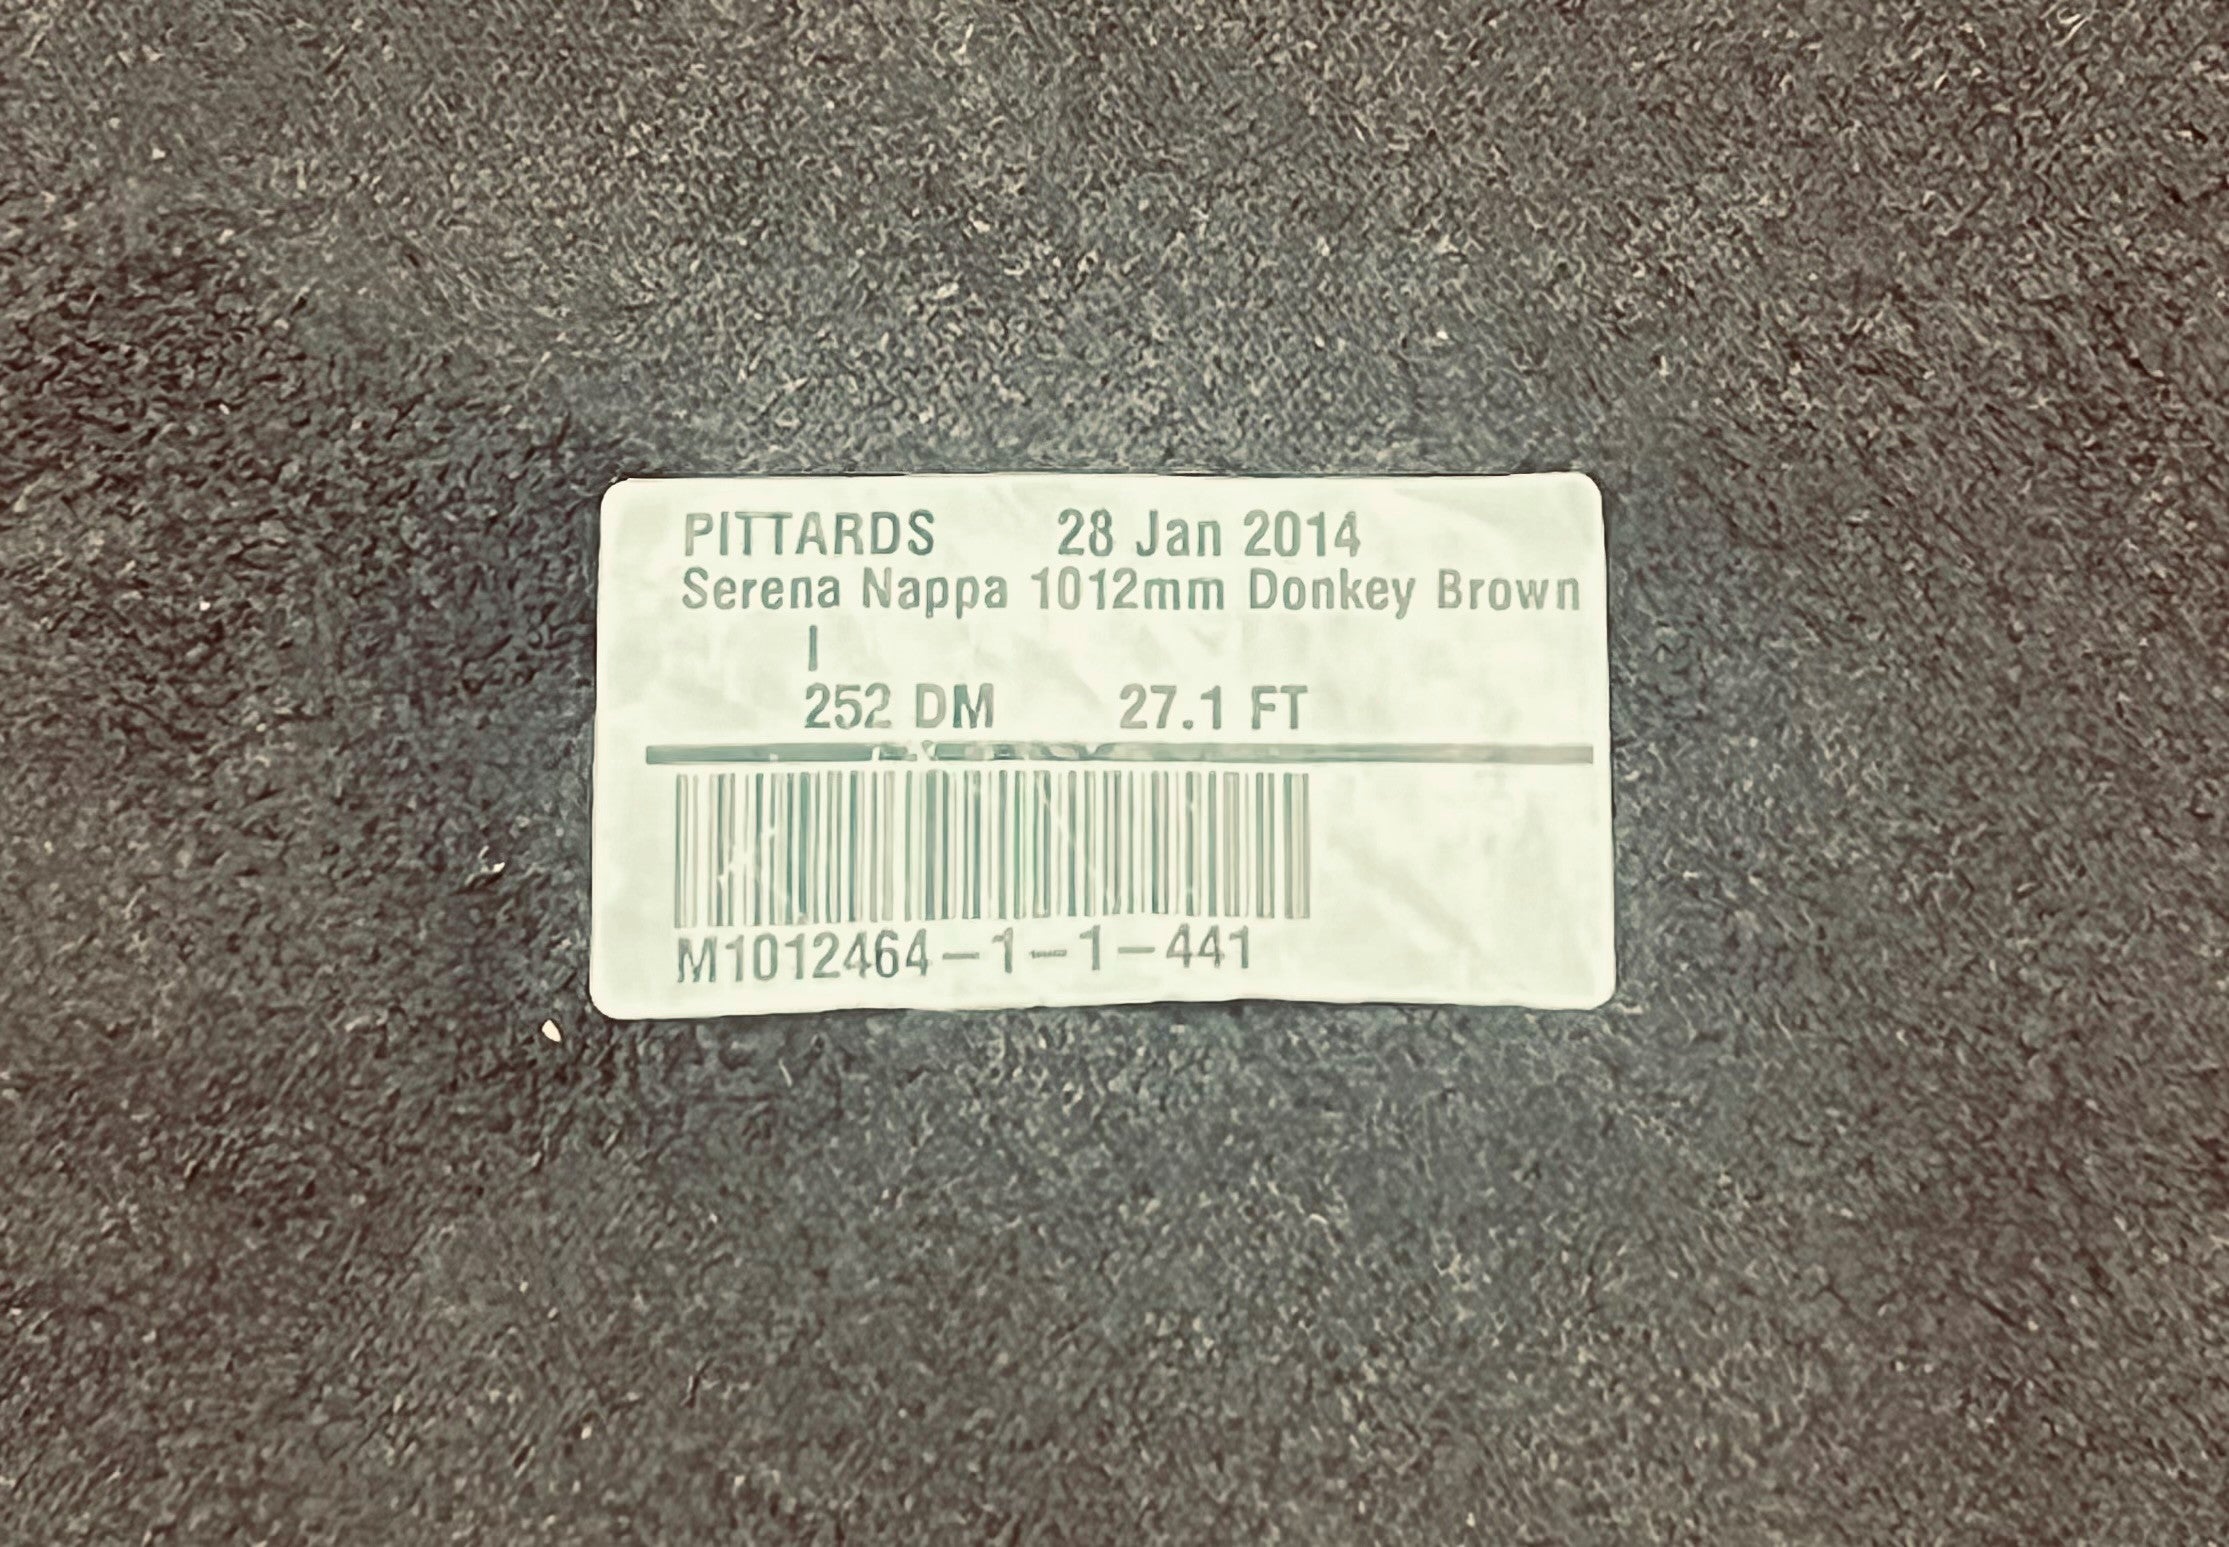 PITTARDS 28 Jan 2014
Serena Nappa 1012mm Donkey Brown
I
252 DM 27.1 FT
M1012464-1-1-441